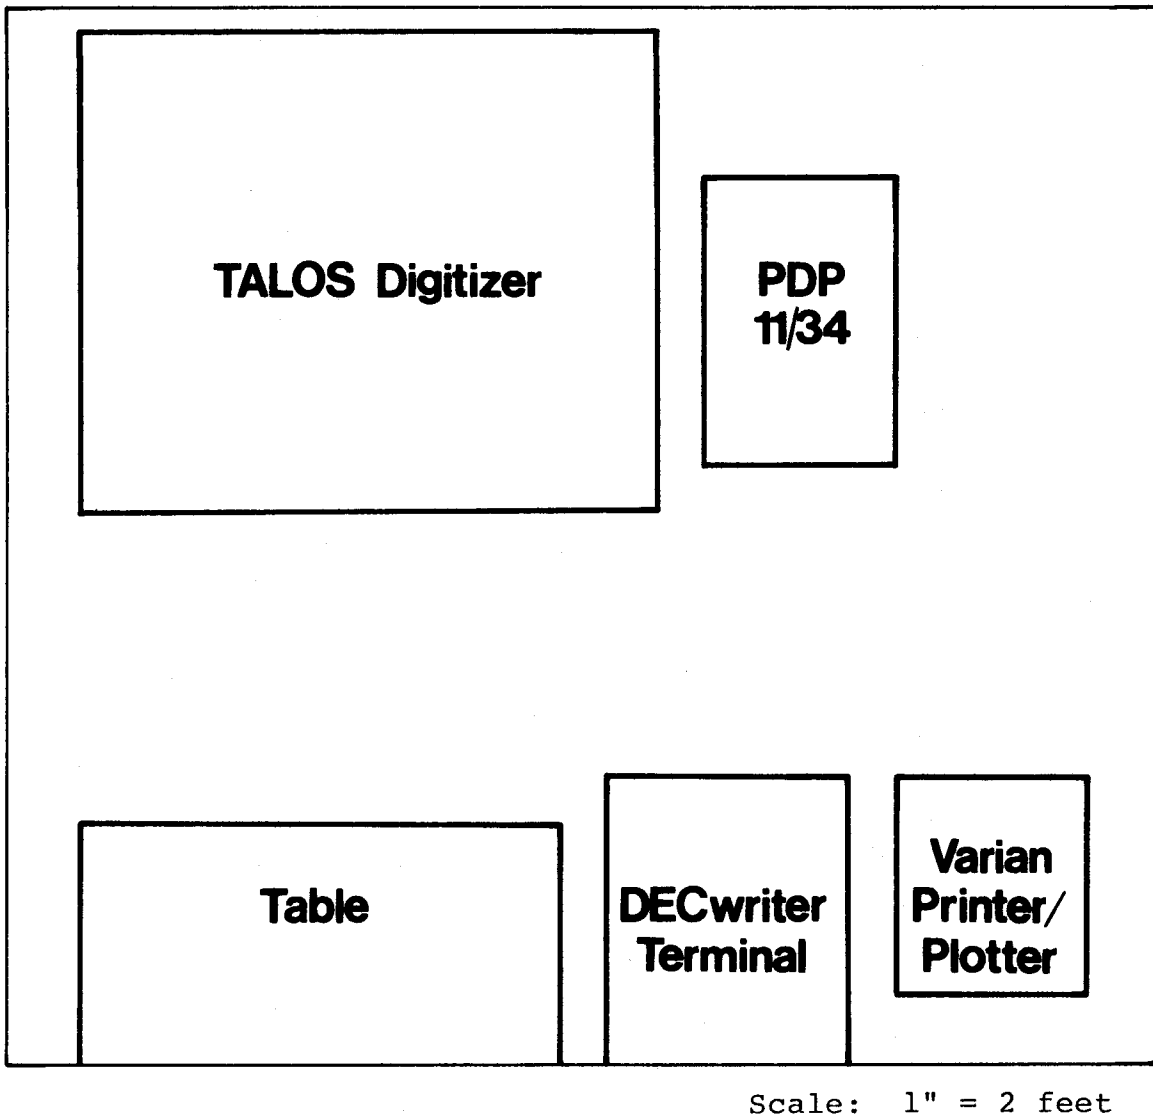 TALOS Digitizer
PDP
11/34
Table
DECwriter
Terminal
Varian
Printer/
Plotter
Scale: 1" = 2 feet